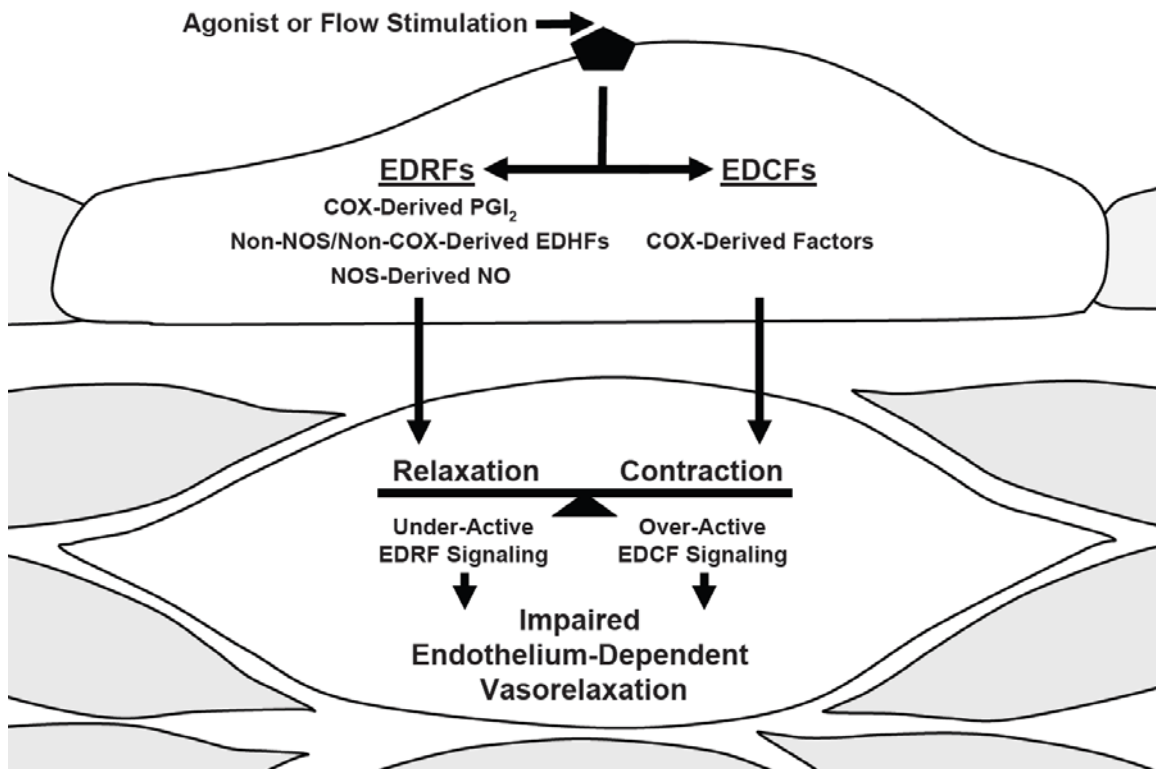 Agonist or Flow Stimulation
EDRFs
COX-Derived PGI₂
Non-NOS/Non-COX-Derived EDHFs
NOS-Derived NO
EDCFs
COX-Derived Factors
Relaxation
Contraction
Under-Active
EDRF Signaling
Over-Active
EDCF Signaling
Impaired
Endothelium-Dependent
Vasorelaxation